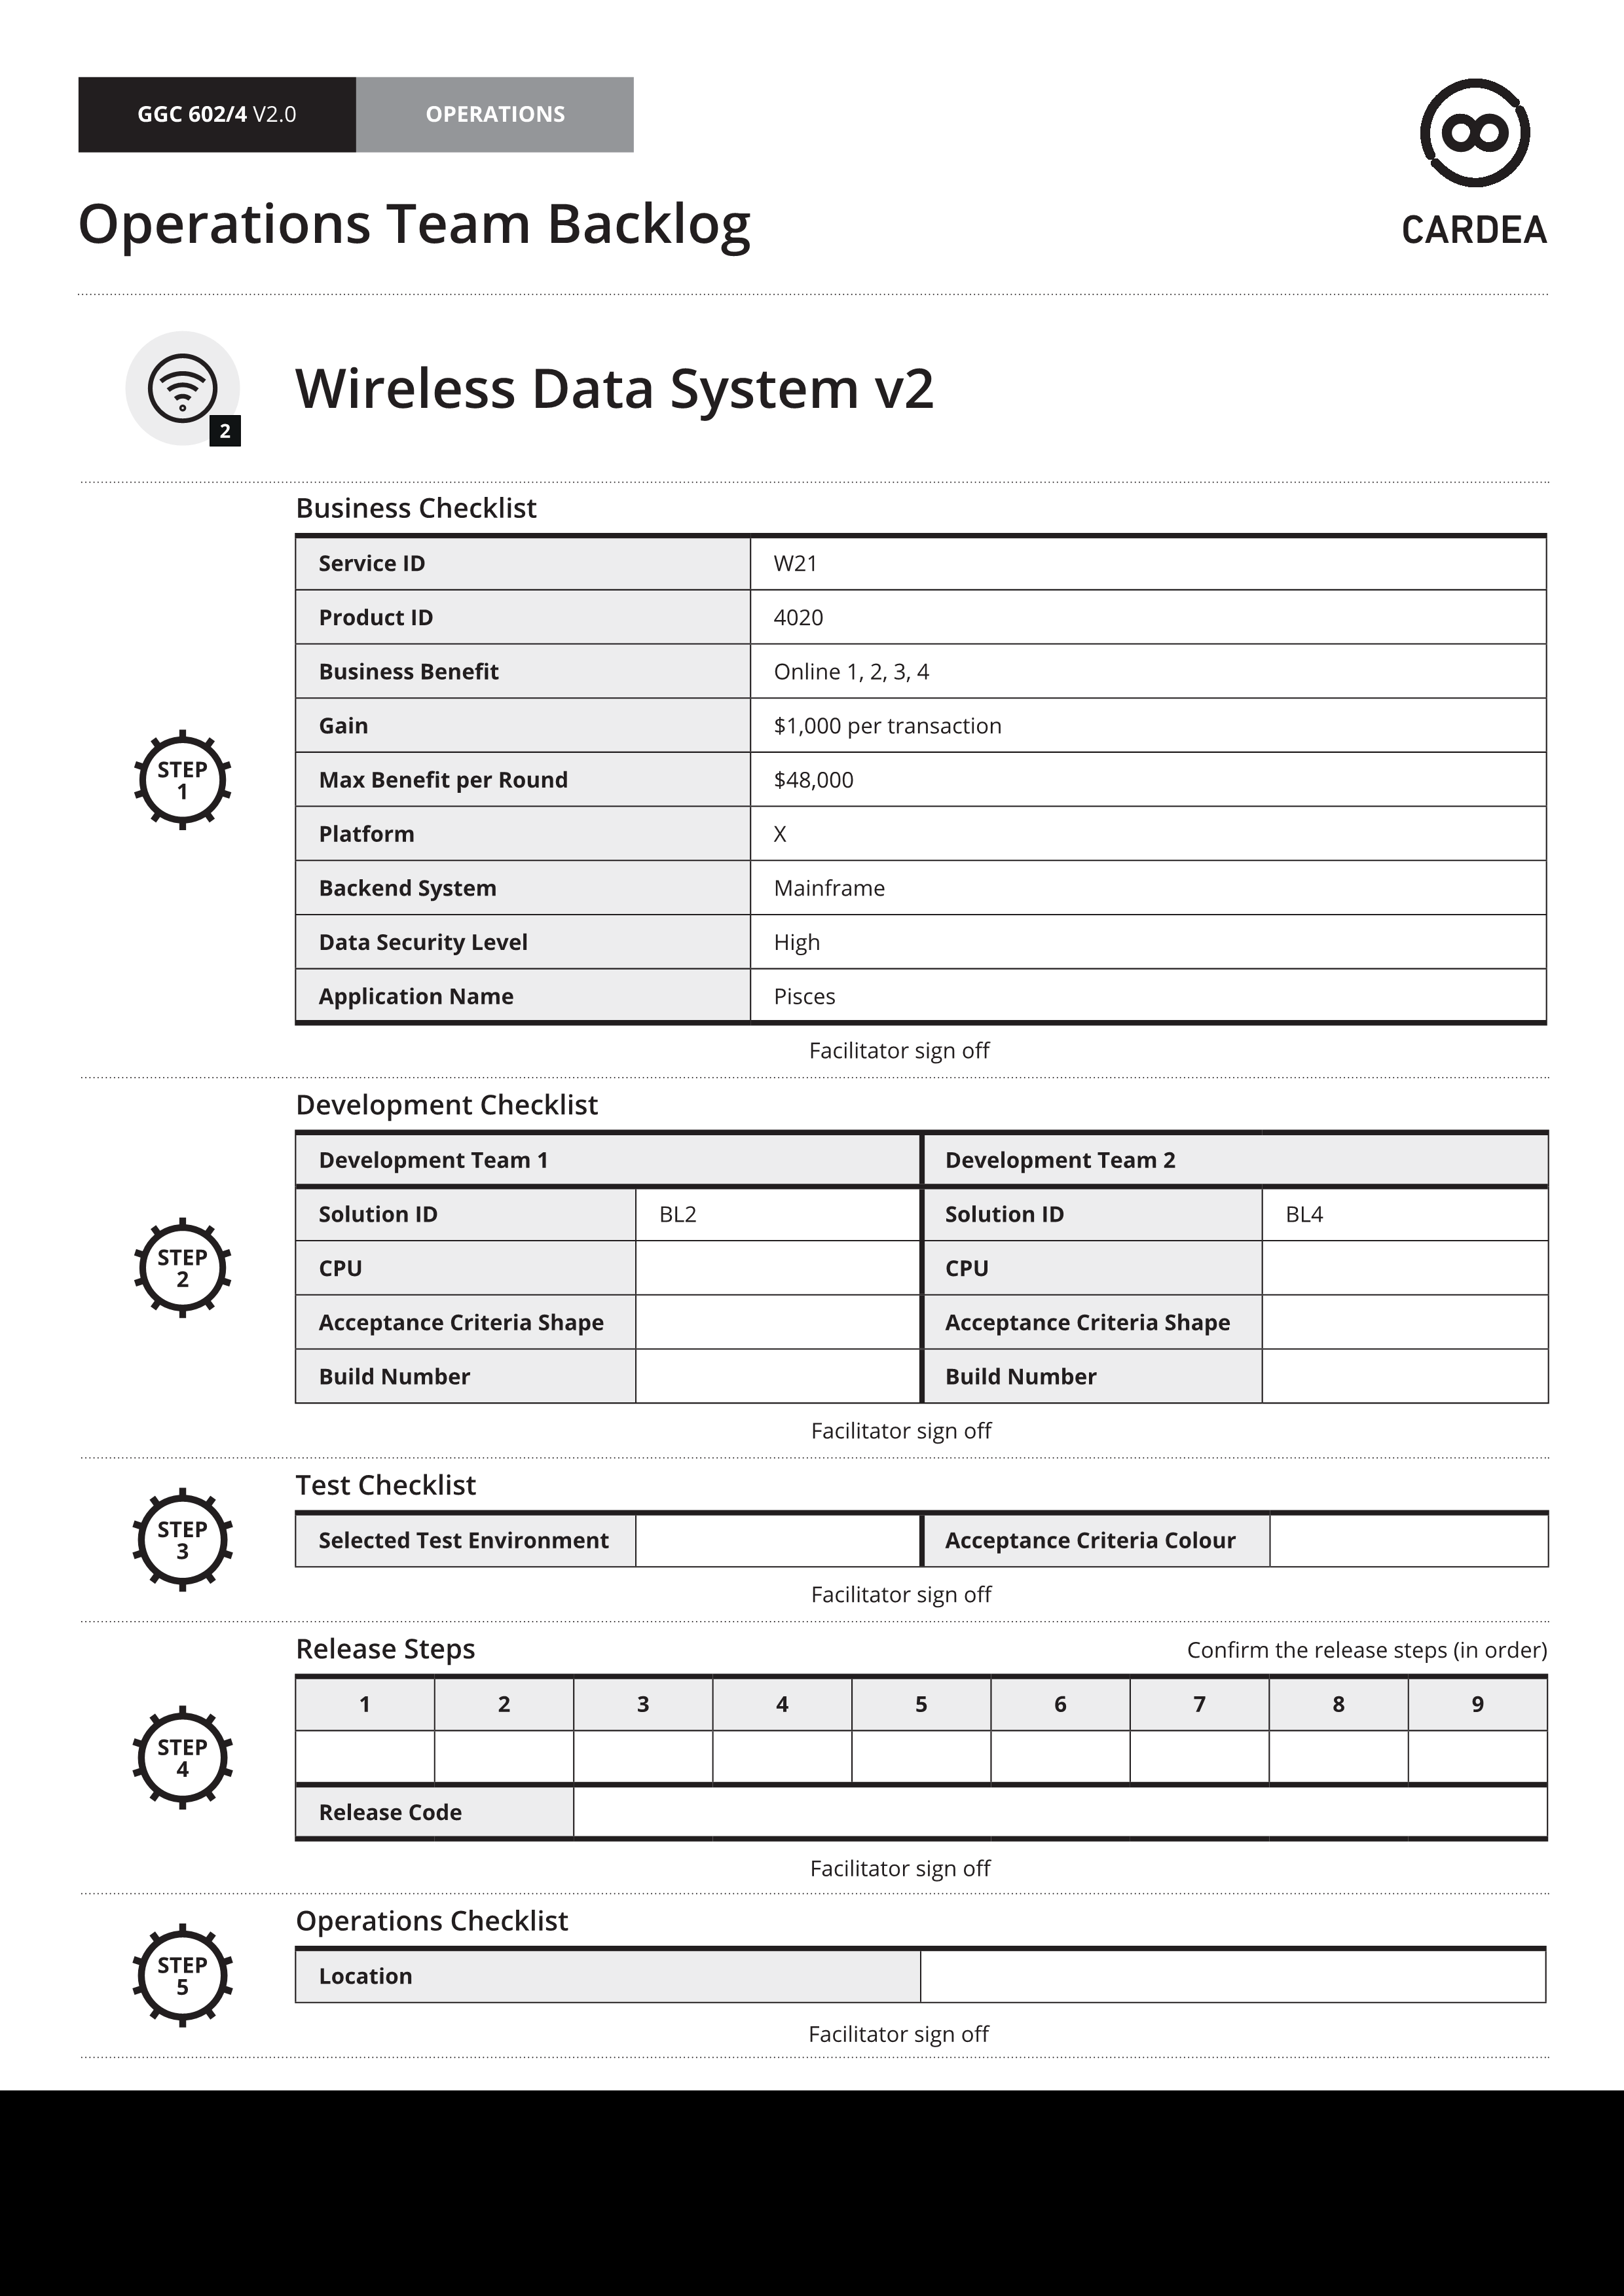 GGC 602/4 V2.0 OPERATIONS
CARDEA
Operations Team Backlog
2
Wireless Data System v2
Business Checklist
STEP 1
Service ID W21
Product ID 4020
Business Benefit Online 1, 2, 3, 4
Gain $1,000 per transaction
Max Benefit per Round $48,000
Platform X
Backend System Mainframe
Data Security Level High
Application Name Pisces
Facilitator sign off
Development Checklist
STEP 2
Development Team 1 Development Team 2
Solution ID BL2 Solution ID BL4
CPU CPU
Acceptance Criteria Shape Acceptance Criteria Shape
Build Number Build Number
Facilitator sign off
Test Checklist
STEP 3
Selected Test Environment Acceptance Criteria Colour
Facilitator sign off
Release Steps Confirm the release steps (in order)
STEP 4
1 2 3 4 5 6 7 8 9
Release Code
Facilitator sign off
Operations Checklist
STEP 5
Location
Facilitator sign off